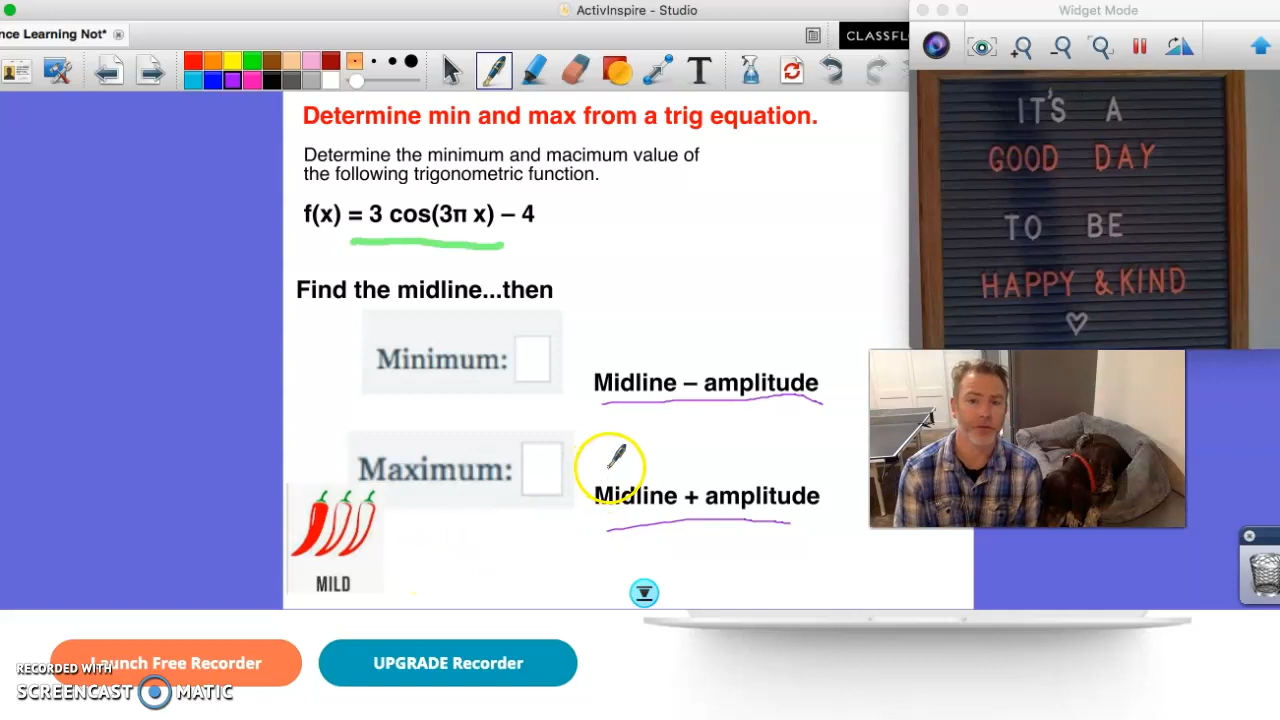 ActivInspire - Studio
Widget Mode
nce Learning Not*
CLASSFL
T
Determine min and max from a trig equation.
Determine the minimum and macimum value of
the following trigonometric function.
f(x) = 3 cos(3π x) – 4
Find the midline...then
Minimum:
Midline – amplitude
Maximum:
Midline + amplitude
MILD
IT'S A
GOOD DAY
TO BE
HAPPY & KIND
Launch Free Recorder
UPGRADE Recorder
RECORDED WITH
SCREENCAST MATIC